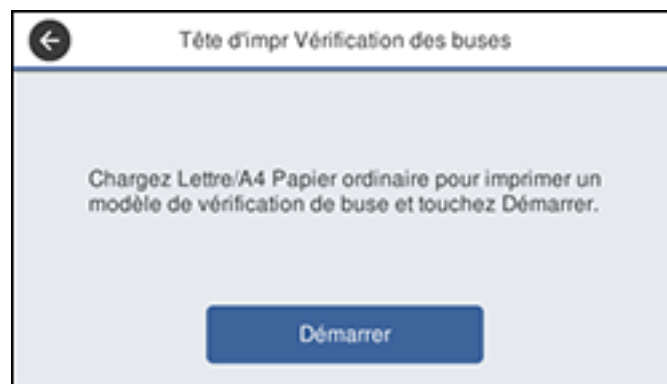 Tête d'impr Vérification des buses
Chargez Lettre/A4 Papier ordinaire pour imprimer un
modèle de vérification de buse et touchez Démarrer.
Démarrer